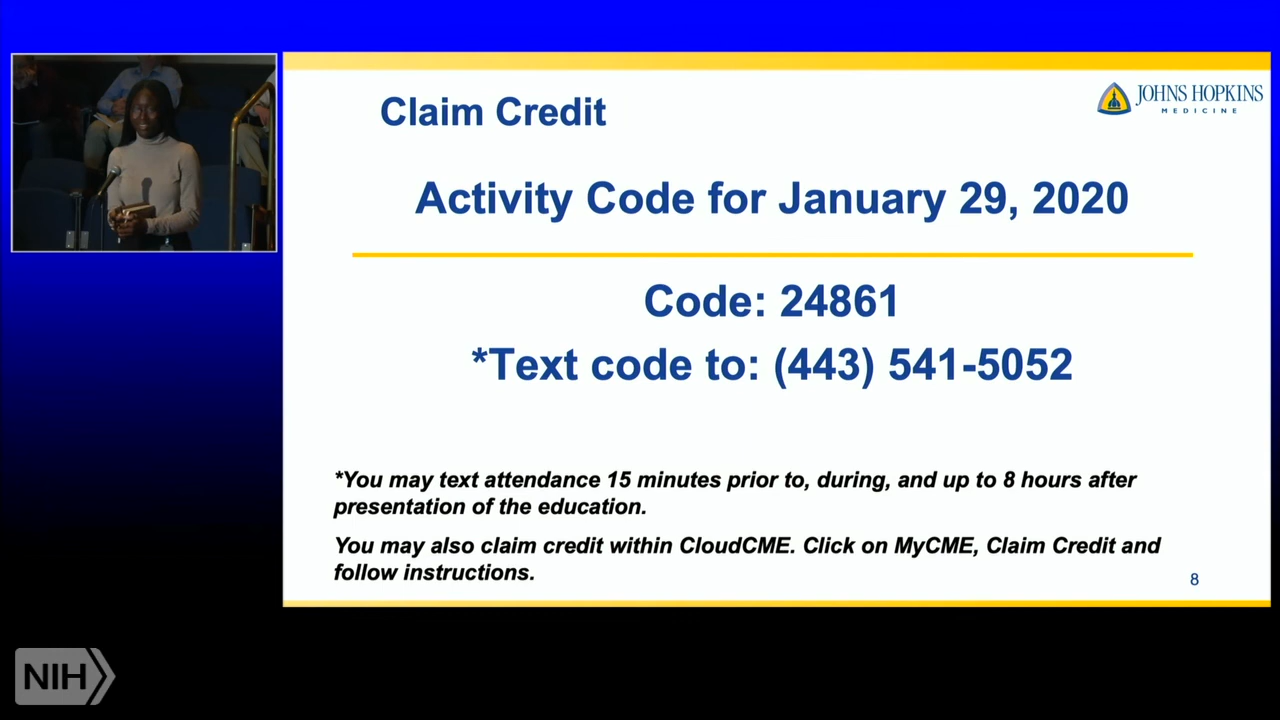 Claim Credit
JOHNS HOPKINS
MEDICINE
Activity Code for January 29, 2020
Code: 24861
*Text code to: (443) 541-5052
*You may text attendance 15 minutes prior to, during, and up to 8 hours after
presentation of the education.
You may also claim credit within CloudCME. Click on MyCME, Claim Credit and
follow instructions.
8
NIH